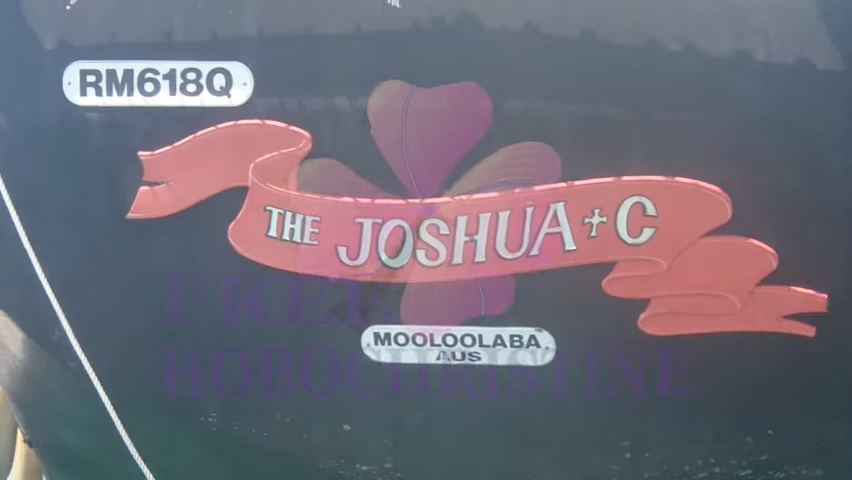 RM618Q
THE JOSHUA + C
FREE
MOOLOOLABA
AUS
HOBOCHRISTINE